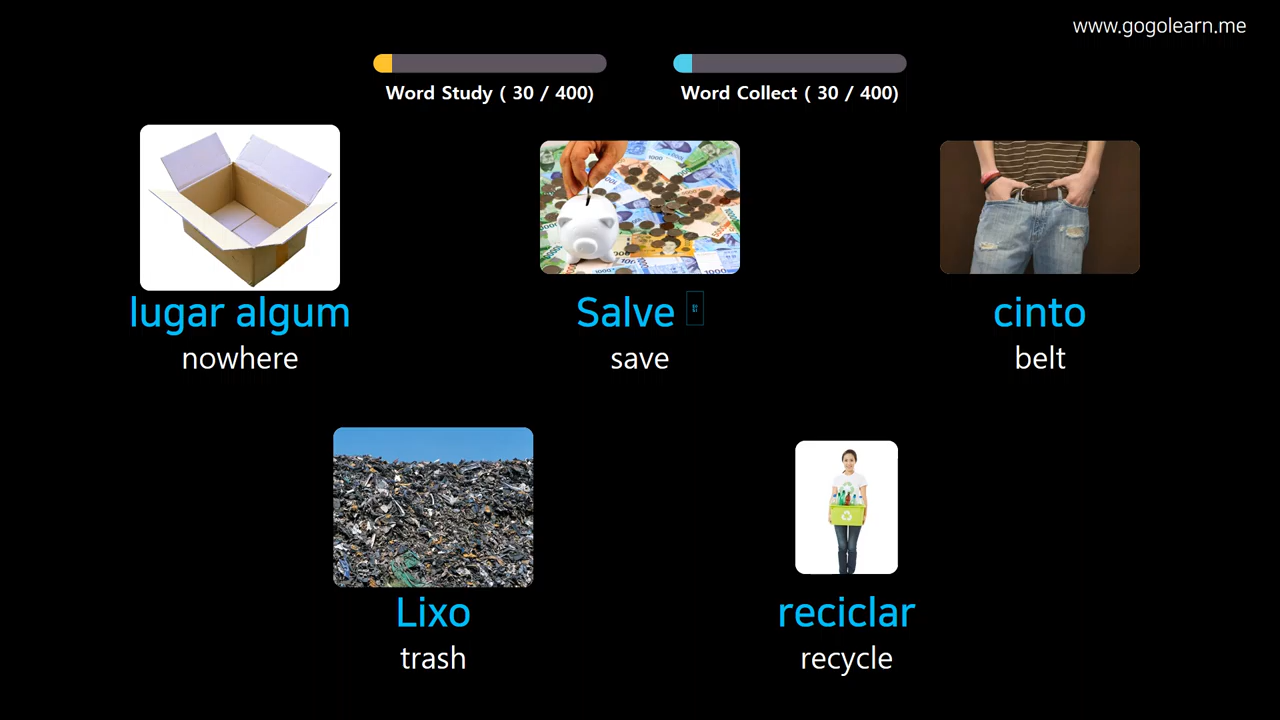 www.gogolearn.me
Word Study ( 30 / 400)
Word Collect ( 30 / 400)
lugar algum
nowhere
Salve
save
cinto
belt
Lixo
trash
reciclar
recycle